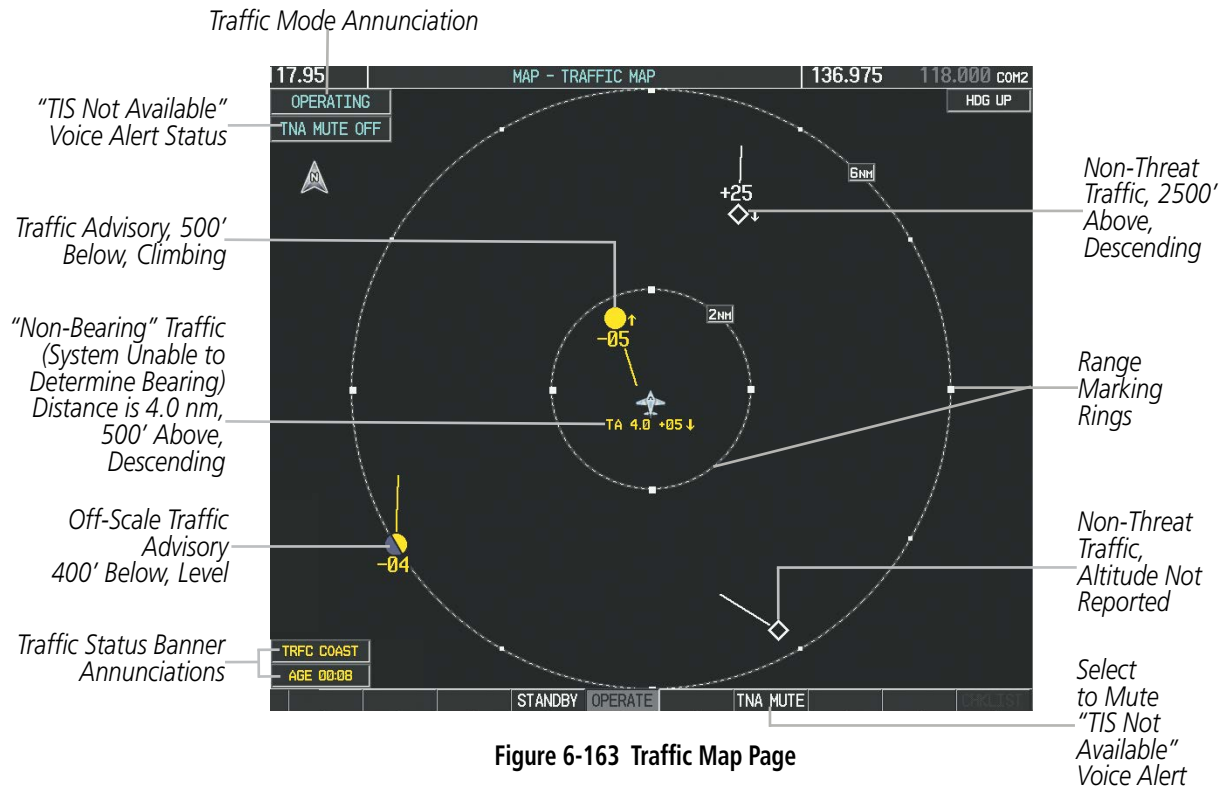 Traffic Mode Annunciation
17.95
MAP - TRAFFIC MAP
136.975
118.000 COM2
OPERATING
TNA MUTE OFF
HDG UP
"TIS Not Available"
Voice Alert Status
N
6NM
+25
↓
Non-Threat
Traffic, 2500'
Above,
Descending
Traffic Advisory, 500'
Below, Climbing
↑
-05
2NM
"Non-Bearing" Traffic
(System Unable to
Determine Bearing)
Distance is 4.0 nm,
500' Above,
Descending
TA 4.0 +05↓
Range
Marking
Rings
Off-Scale Traffic
Advisory
400' Below, Level
-04
Non-Threat
Traffic,
Altitude Not
Reported
Traffic Status Banner
Annunciations
TRFC COAST
AGE 00:08
STANDBY
OPERATE
TNA MUTE
CHKLIST
Select
to Mute
"TIS Not
Available"
Voice Alert
Figure 6-163 Traffic Map Page